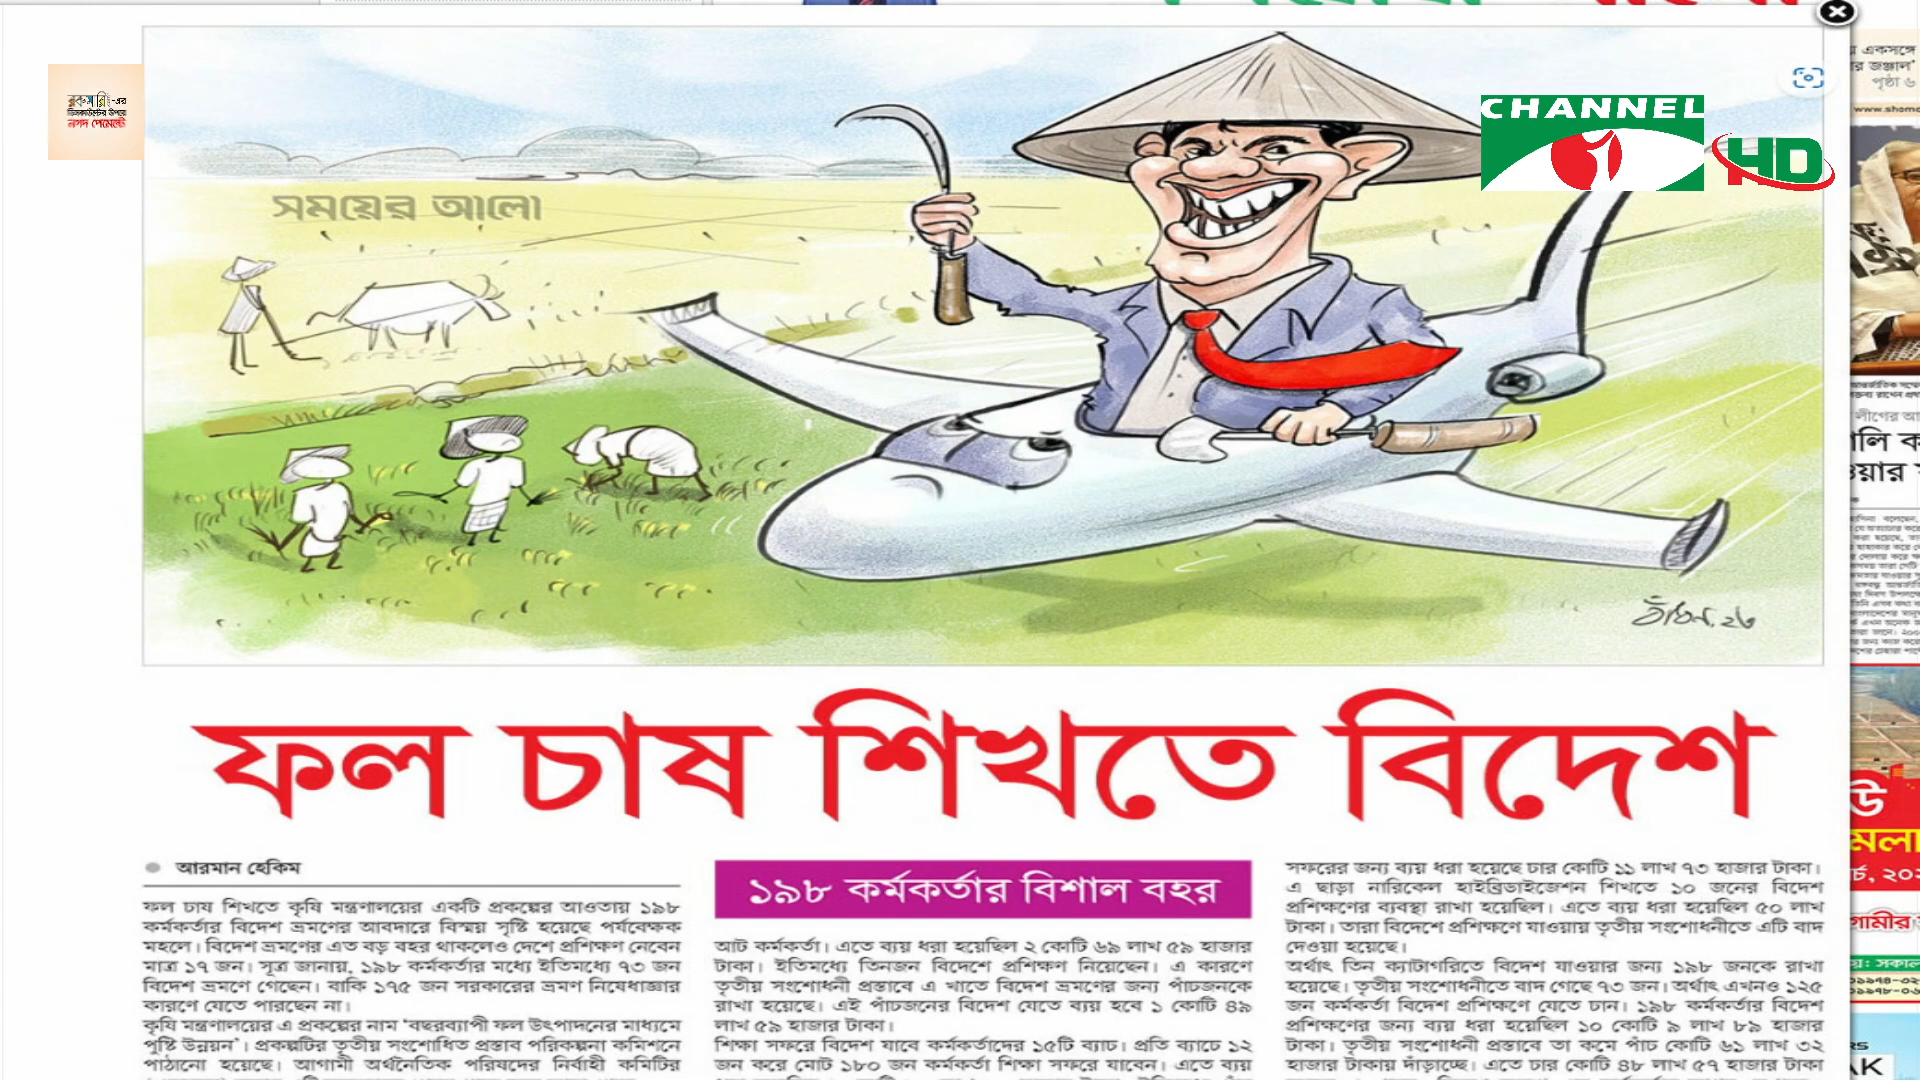 একসঙ্গে
র জঞ্জাল'
পৃষ্ঠা ৬
রকমারি-এর
ডিসকাউন্টের উপরে
নগদ পেমেন্টে
CHANNEL
i
HD
সময়ের আলো
ফল চাষ শিখতে বিদেশ
আরমান হেকিম
ফল চাষ শিখতে কৃষি মন্ত্রণালয়ের একটি প্রকল্পের আওতায় ১৯৮
কর্মকর্তার বিদেশ ভ্রমণের আবদারে বিস্ময় সৃষ্টি হয়েছে পর্যবেক্ষক
মহলে। বিদেশ ভ্রমণের এত বড় বহর থাকলেও দেশে প্রশিক্ষণ নেবেন
মাত্র ১৭ জন। সূত্র জানায়, ১৯৮ কর্মকর্তার মধ্যে ইতিমধ্যে ৭৩ জন
বিদেশ ভ্রমণে গেছেন। বাকি ১৭৫ জন সরকারের ভ্রমণ নিষেধাজ্ঞার
কারণে যেতে পারছেন না।
কৃষি মন্ত্রণালয়ের এ প্রকল্পের নাম 'বছরব্যাপী ফল উৎপাদনের মাধ্যমে
পুষ্টি উন্নয়ন'। প্রকল্পটির তৃতীয় সংশোধিত প্রস্তাব পরিকল্পনা কমিশনে
পাঠানো হয়েছে। আগামী অর্থনৈতিক পরিষদের নির্বাহী কমিটির
১৯৮ কর্মকর্তার বিশাল বহর
আট কর্মকর্তা। এতে ব্যয় ধরা হয়েছিল ২ কোটি ৬৯ লাখ ৫৯ হাজার
টাকা। ইতিমধ্যে তিনজন বিদেশে প্রশিক্ষণ নিয়েছেন। এ কারণে
তৃতীয় সংশোধনী প্রস্তাবে এ খাতে বিদেশ ভ্রমণের জন্য পাঁচজনকে
রাখা হয়েছে। এই পাঁচজনের বিদেশ যেতে ব্যয় হবে ১ কোটি ৪৯
লাখ ৫৯ হাজার টাকা।
শিক্ষা সফরে বিদেশ যাবে কর্মকর্তাদের ১৫টি ব্যাচ। প্রতি ব্যাচে ১২
জন করে মোট ১৮০ জন কর্মকর্তা শিক্ষা সফরে যাবেন। এতে ব্যয়
সফরের জন্য ব্যয় ধরা হয়েছে চার কোটি ১১ লাখ ৭৩ হাজার টাকা।
এ ছাড়া নারিকেল হাইব্রিডাইজেশন শিখতে ১০ জনের বিদেশ
প্রশিক্ষণের ব্যবস্থা রাখা হয়েছিল। এতে ব্যয় ধরা হয়েছিল ৫০ লাখ
টাকা। তারা বিদেশে প্রশিক্ষণে যাওয়ায় তৃতীয় সংশোধনীতে এটি বাদ
দেওয়া হয়েছে।
অর্থাৎ তিন ক্যাটাগরিতে বিদেশ যাওয়ার জন্য ১৯৮ জনকে রাখা
হয়েছে। তৃতীয় সংশোধনীতে বাদ গেছে ৭৩ জন। অর্থাৎ এখনও ১২৫
জন কর্মকর্তা বিদেশ প্রশিক্ষণে যেতে চান। ১৯৮ কর্মকর্তার বিদেশ
প্রশিক্ষণের জন্য ব্যয় ধরা হয়েছিল ১০ কোটি ৯ লাখ ৮৯ হাজার
টাকা। তৃতীয় সংশোধনী প্রস্তাবে তা কমে পাঁচ কোটি ৬১ লাখ ৩২
হাজার টাকায় দাঁড়াচ্ছে। এতে চার কোটি ৪৮ লাখ ৫৭ হাজার টাকা